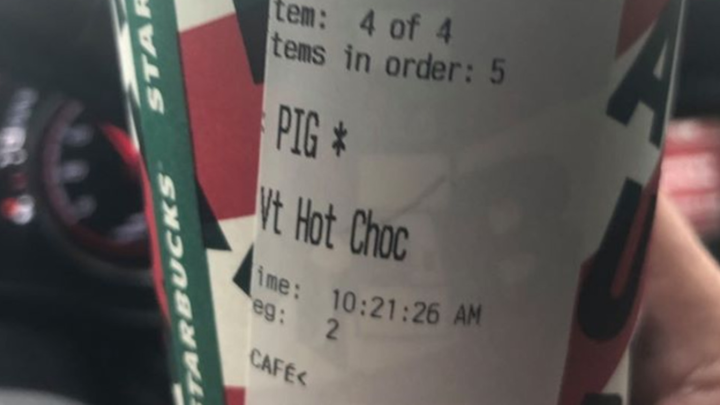 tem: 4 of 4
tems in order: 5
* PIG *
Vt Hot Choc
ime: 10:21:26 AM
eg: 2
CAFÉ<
STAR
STARBUCKS